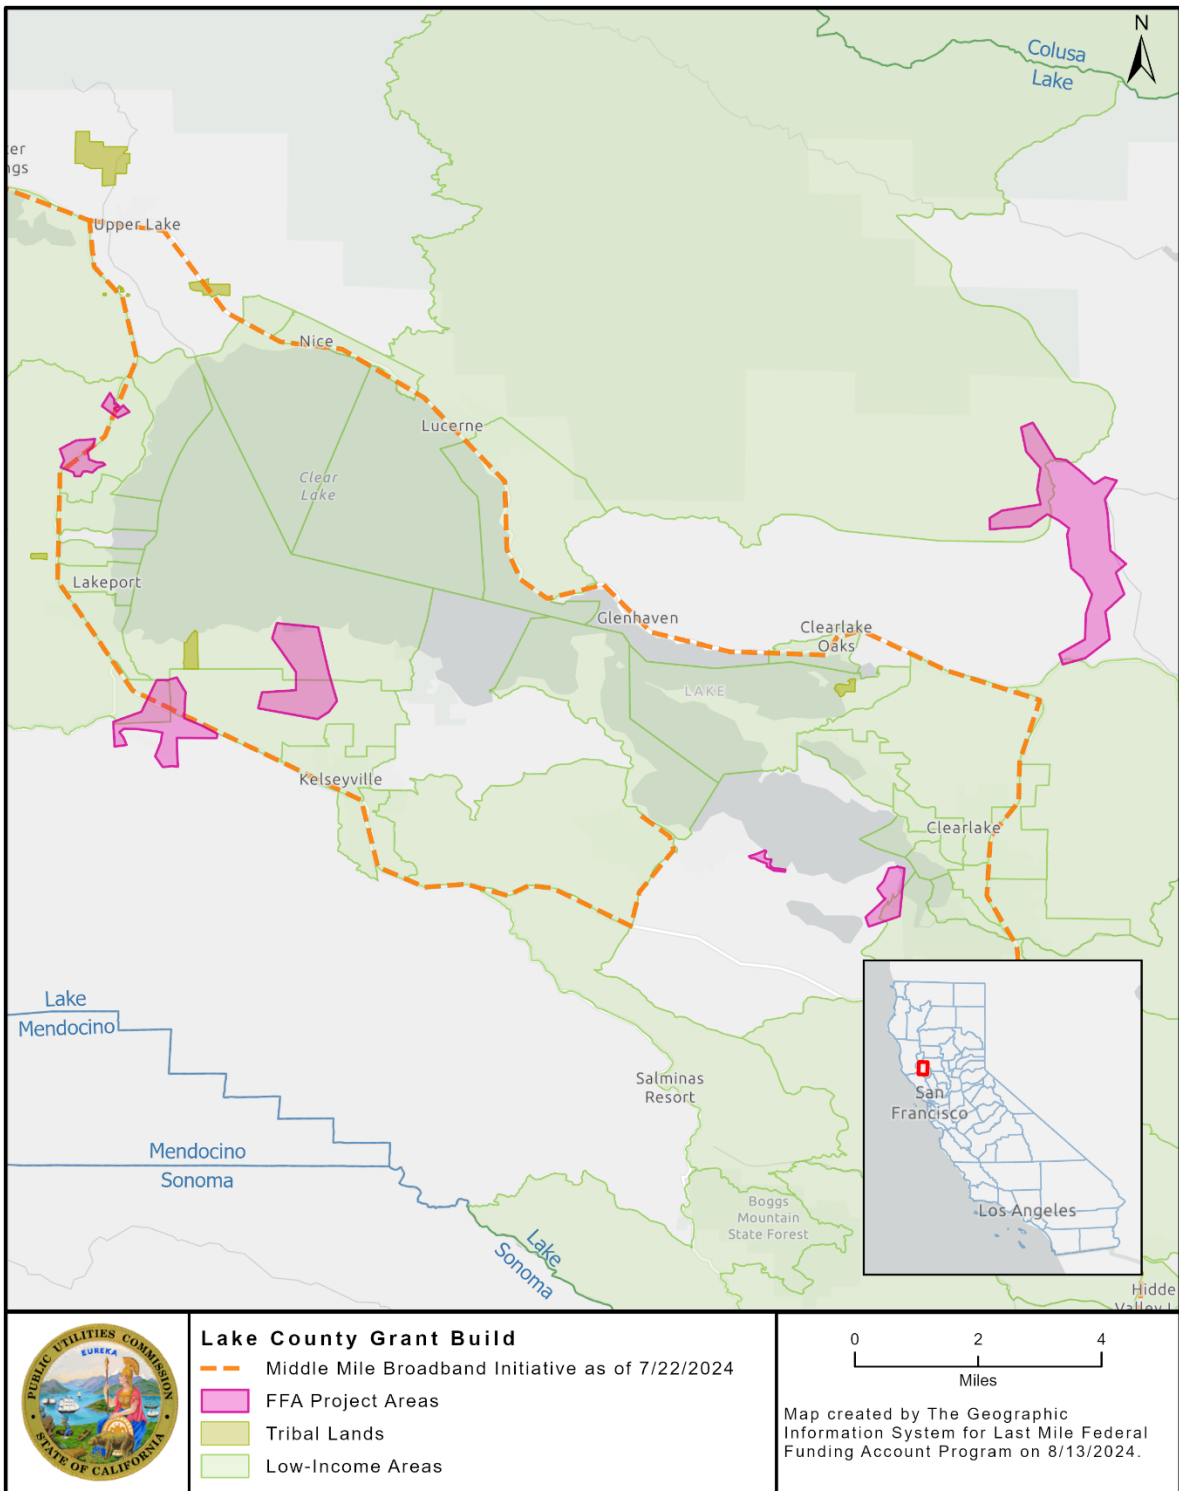 N
Colusa
Lake
er
ngs
Upper Lake
Nice
Lucerne
Clear
Lake
Lakeport
Glenhaven
Clearlake
Oaks
LAKE
Kelseyville
Clearlake
Lake
Mendocino
Salminas
Resort
Mendocino
Sonoma
Boggs
Mountain
State Forest
Lake
Sonoma
San
Francisco
Los Angeles
Hidde
Valley L
PUBLIC UTILITIES COMMISSION
EUREKA
STATE OF CALIFORNIA
Lake County Grant Build
Middle Mile Broadband Initiative as of 7/22/2024
FFA Project Areas
Tribal Lands
Low-Income Areas
0 2 4
Miles
Map created by The Geographic
Information System for Last Mile Federal
Funding Account Program on 8/13/2024.